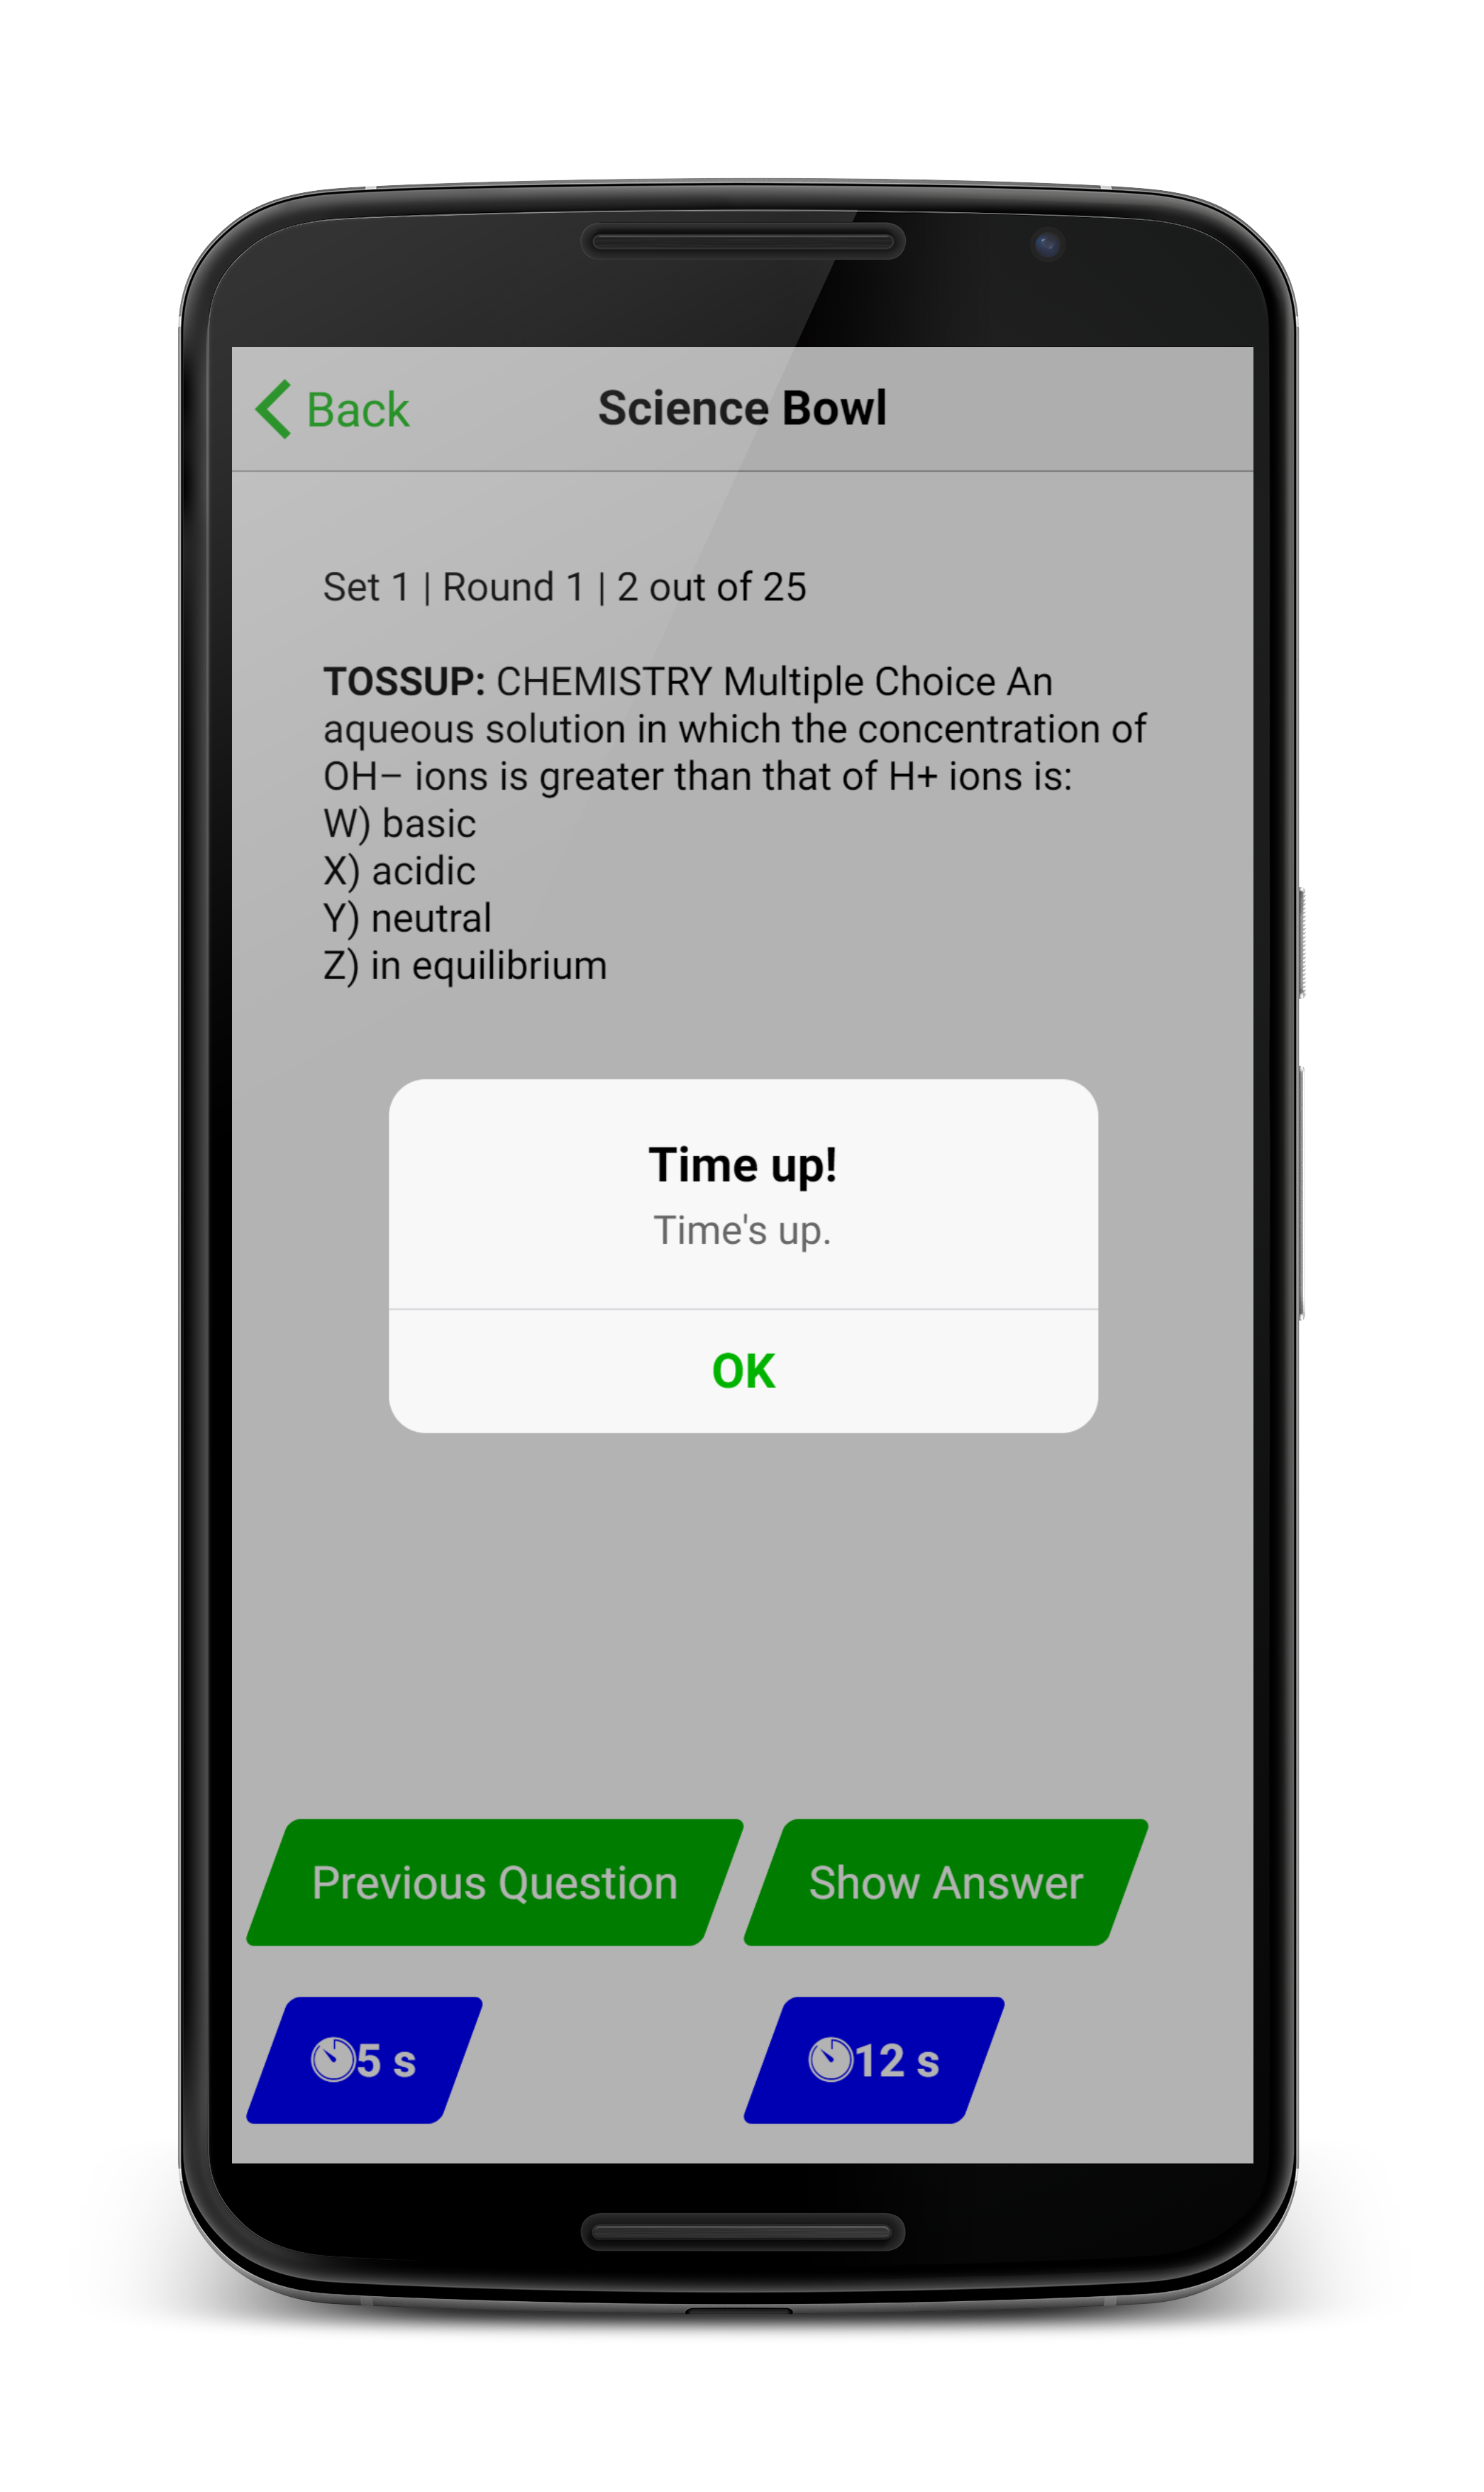 Back
Science Bowl
Set 1 | Round 1 | 2 out of 25
TOSSUP: CHEMISTRY Multiple Choice An
aqueous solution in which the concentration of
OH– ions is greater than that of H+ ions is:
W) basic
X) acidic
Y) neutral
Z) in equilibrium
Time up!
Time's up.
OK
Previous Question
Show Answer
5 s
12 s